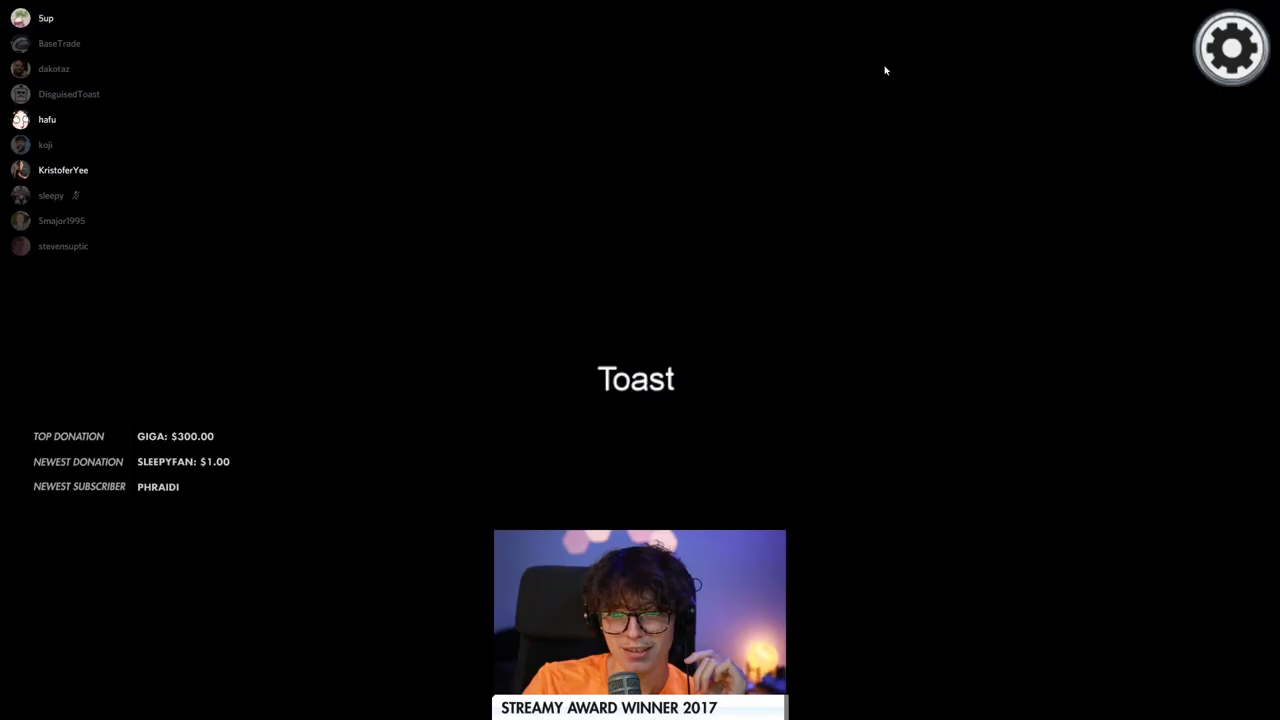 5up
BaseTrade
dakotaz
DisguisedToast
hafu
koji
KristoferYee
sleepy
Smajor1995
stevensuptic
Toast
TOP DONATION GIGA: $300.00
NEWEST DONATION SLEEPYFAN: $1.00
NEWEST SUBSCRIBER PHRAIDI
STREAMY AWARD WINNER 2017